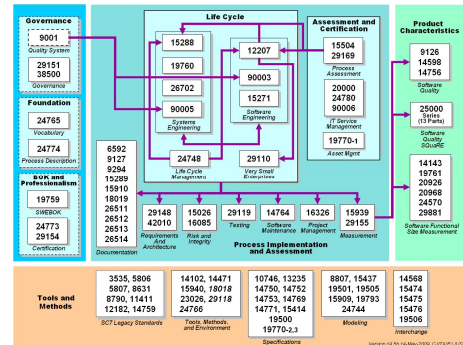 Governance
9001
Quality System
29151
38500
Governance
Foundation
24765
Vocabulary
24774
Process Description
BOK and
Professionalism
19759
SWEBOK
24773
29154
Certification
Life Cycle
15288
19760
26702
90005
Systems
Engineering
12207
90003
15271
Software
Engineering
24748
Life Cycle
Management
29110
Very Small
Enterprises
Assessment and
Certification
15504
29169
Process
Assessment
20000
24780
90006
IT Service
Management
19770-1
Asset Mgmt
6592
9127
9294
15289
15910
18019
26511
26512
26513
26514
Documentation
29148
42010
Requirements
And Architecture
15026
16085
Risk and
Integrity
29119
Testing
14764
Software
Maintenance
16326
Project
Management
15939
29155
Measurement
Process Implementation
and Assessment
Product
Characteristics
9126
14598
14756
Software
Quality
25000
Series
(13 Parts)
Software
Quality
SQuaRE
14143
19761
20926
20968
24570
29881
Software Functional
Size Measurement
Tools and
Methods
3535, 5806
5807, 8631
8790, 11411
12182, 14759
SC7 Legacy Standards
14102, 14471
15940, 18018
23026, 29118
24766
Tools, Methods,
and Environment
10746, 13235
14750, 14752
14753, 14769
14771, 15414
19500
19770-2,3
Specifications
8807, 15437
19501, 19505
15909, 19793
24744
Modeling
14568
15474
15475
15476
19506
Interchange